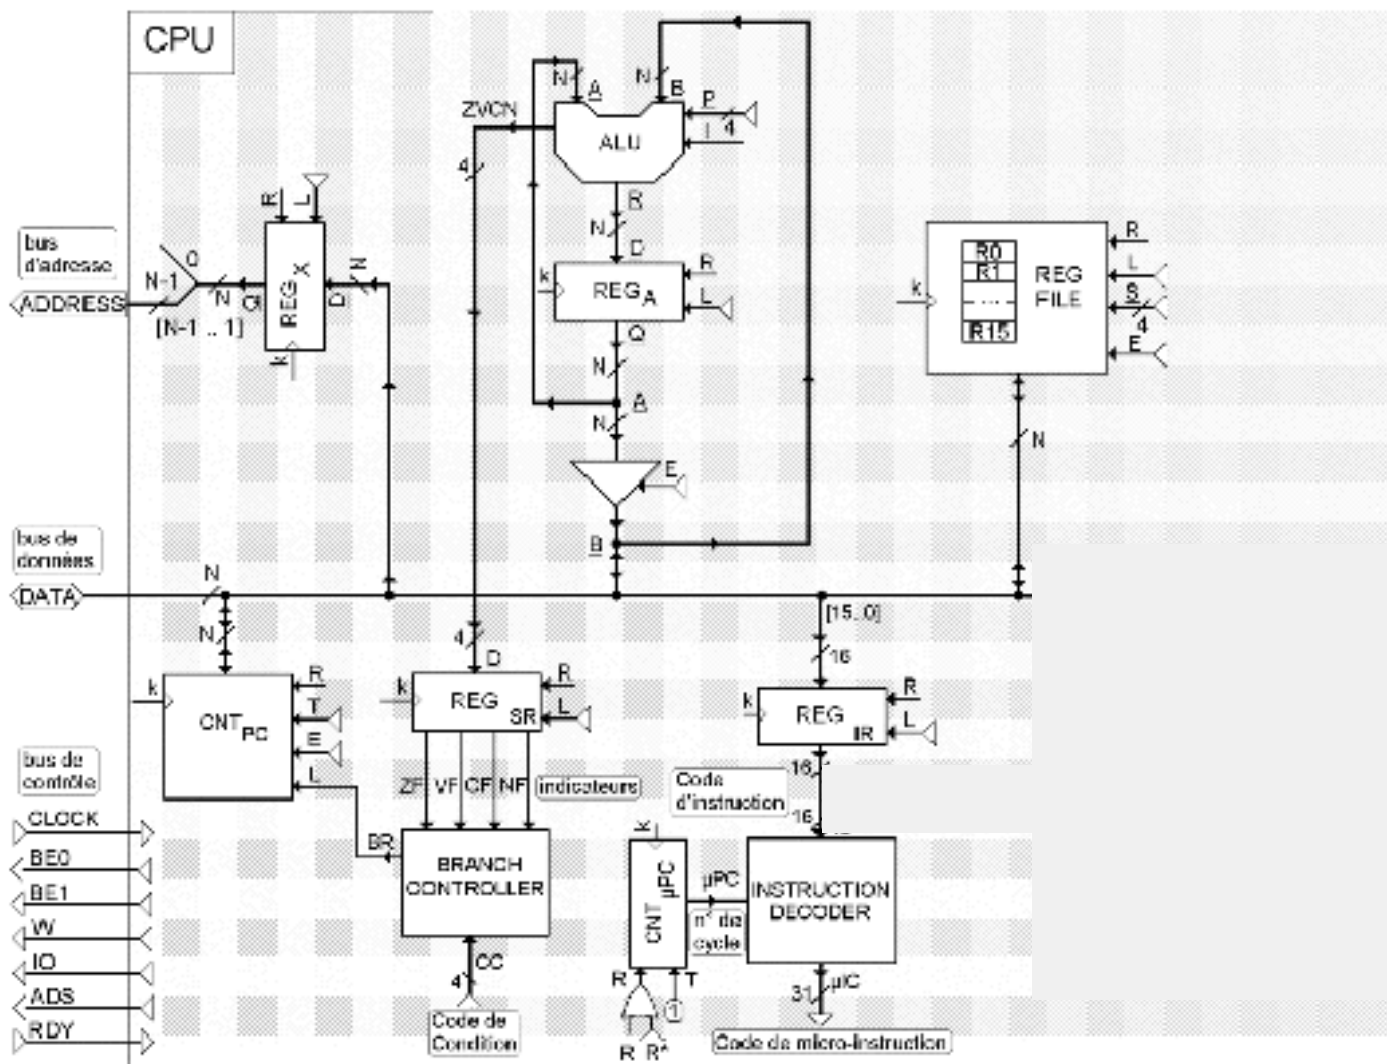 CPU
N
A
N
B
P
4
I
ZVCN
ALU
4
R
N
D
R
L
k
REG A
R
L
Q
N
A
N
E
B
bus
d'adresse
ADDRESS
N-1
0
[N-1 .. 1]
N
Q
REG X
D
N
k
k
R0
R1
....
R15
REG
FILE
R
L
S
4
E
N
bus de
données
DATA
N
N
k
CNT PC
R
T
E
L
4
D
k
REG
SR
R
L
ZF VF CF NF
indicateurs
BR
BRANCH
CONTROLLER
CC
4
Code de
Condition
[15..0]
16
k
REG
IR
R
L
16
Code
d'instruction
16
k
CNT µPC
µPC
n° de
cycle
INSTRUCTION
DECODER
R
T
1
R R*
31
µIC
Code de micro-instruction
bus de
contrôle
CLOCK
BE0
BE1
W
IO
ADS
RDY